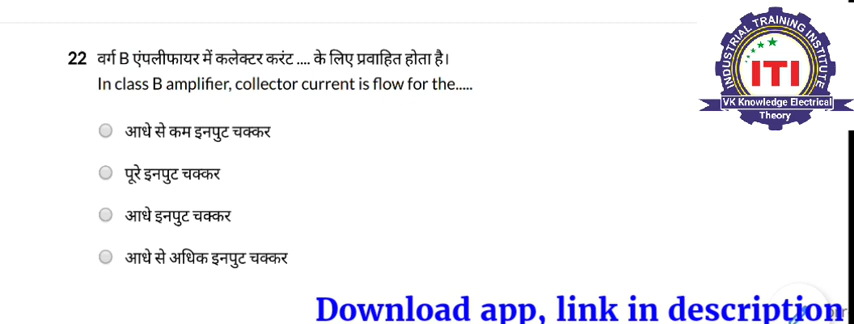 22 वर्ग B एंपलीफायर में कलेक्टर करंट .... के लिए प्रवाहित होता है।
In class B amplifier, collector current is flow for the.....
आधे से कम इनपुट चक्कर
पूरे इनपुट चक्कर
आधे इनपुट चक्कर
आधे से अधिक इनपुट चक्कर
INDUSTRIAL TRAINING INSTITUTE
ITI
VK Knowledge Electrical
Theory
Download app, link in description